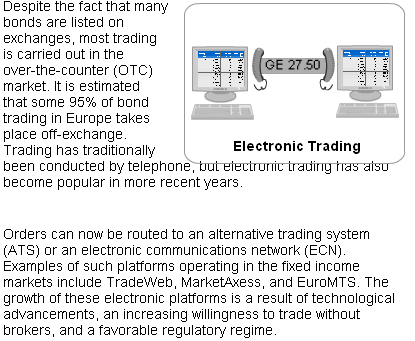 Despite the fact that many
bonds are listed on
exchanges, most trading
is carried out in the
over-the-counter (OTC)
market. It is estimated
that some 95% of bond
trading in Europe takes
place off-exchange.
Trading has traditionally
been conducted by telephone, but electronic trading has also
become popular in more recent years.
GE 27.50
Electronic Trading
Orders can now be routed to an alternative trading system
(ATS) or an electronic communications network (ECN).
Examples of such platforms operating in the fixed income
markets include TradeWeb, MarketAxess, and EuroMTS. The
growth of these electronic platforms is a result of technological
advancements, an increasing willingness to trade without
brokers, and a favorable regulatory regime.